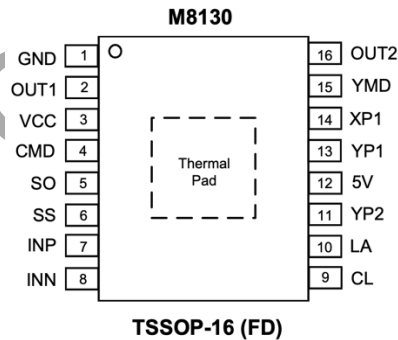 M8130
GND 1
OUT1 2
VCC 3
CMD 4
SO 5
SS 6
INP 7
INN 8
Thermal
Pad
16 OUT2
15 YMD
14 XP1
13 YP1
12 5V
11 YP2
10 LA
9 CL
TSSOP-16 (FD)